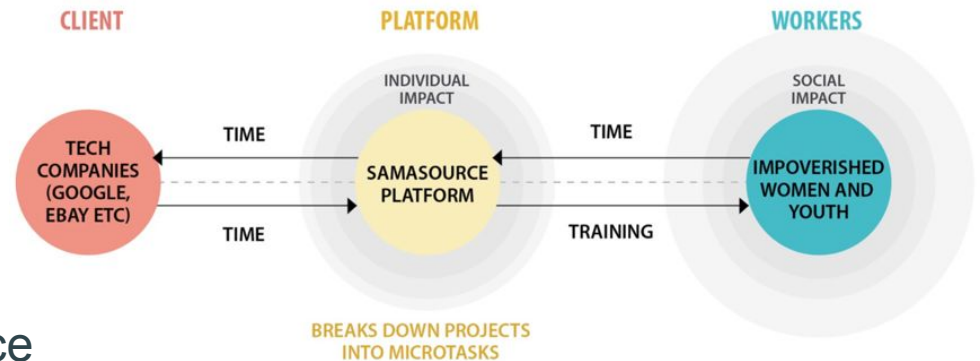 CLIENT
PLATFORM
WORKERS
INDIVIDUAL
IMPACT
SOCIAL
IMPACT
TECH
COMPANIES
(GOOGLE,
EBAY ETC)
TIME
TIME
SAMASOURCE
PLATFORM
TIME
TRAINING
IMPOVERISHED
WOMEN AND
YOUTH
BREAKS DOWN PROJECTS
INTO MICROTASKS